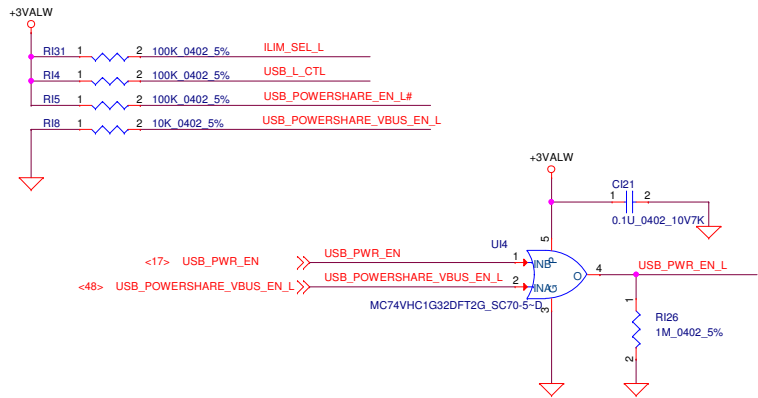 +3VALW
RI31 1 2 100K_0402_5% ILIM_SEL_L
RI4 1 2 100K_0402_5% USB_L_CTL
RI5 1 2 100K_0402_5% USB_POWERSHARE_EN_L#
RI8 1 2 10K_0402_5% USB_POWERSHARE_VBUS_EN_L
+3VALW
CI21
1 2
0.1U_0402_10V7K
UI4 5
<17> USB_PWR_EN USB_PWR_EN 1 INB P
O 4 USB_PWR_EN_L
<48> USB_POWERSHARE_VBUS_EN_L USB_POWERSHARE_VBUS_EN_L 2 INA G
MC74VHC1G32DFT2G_SC70-5~D 3
1
RI26
1M_0402_5%
2